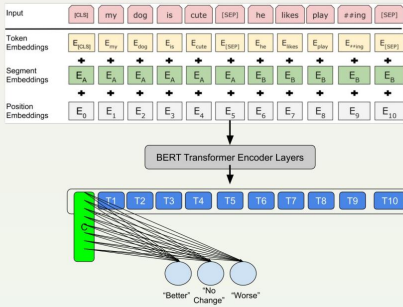 Input [CLS] my dog is cute [SEP] he likes play ##ing [SEP]
Token Embeddings E[CLS] Emy Edog Eis Ecute E[SEP] Ehe Elikes Eplay E##ing E[SEP]
+ + + + + + + + + + +
Segment Embeddings EA EA EA EA EA EA EB EB EB EB EB
+ + + + + + + + + + +
Position Embeddings E0 E1 E2 E3 E4 E5 E6 E7 E8 E9 E10
BERT Transformer Encoder Layers
C T1 T2 T3 T4 T5 T6 T7 T8 T9 T10
"Better" "No Change" "Worse"